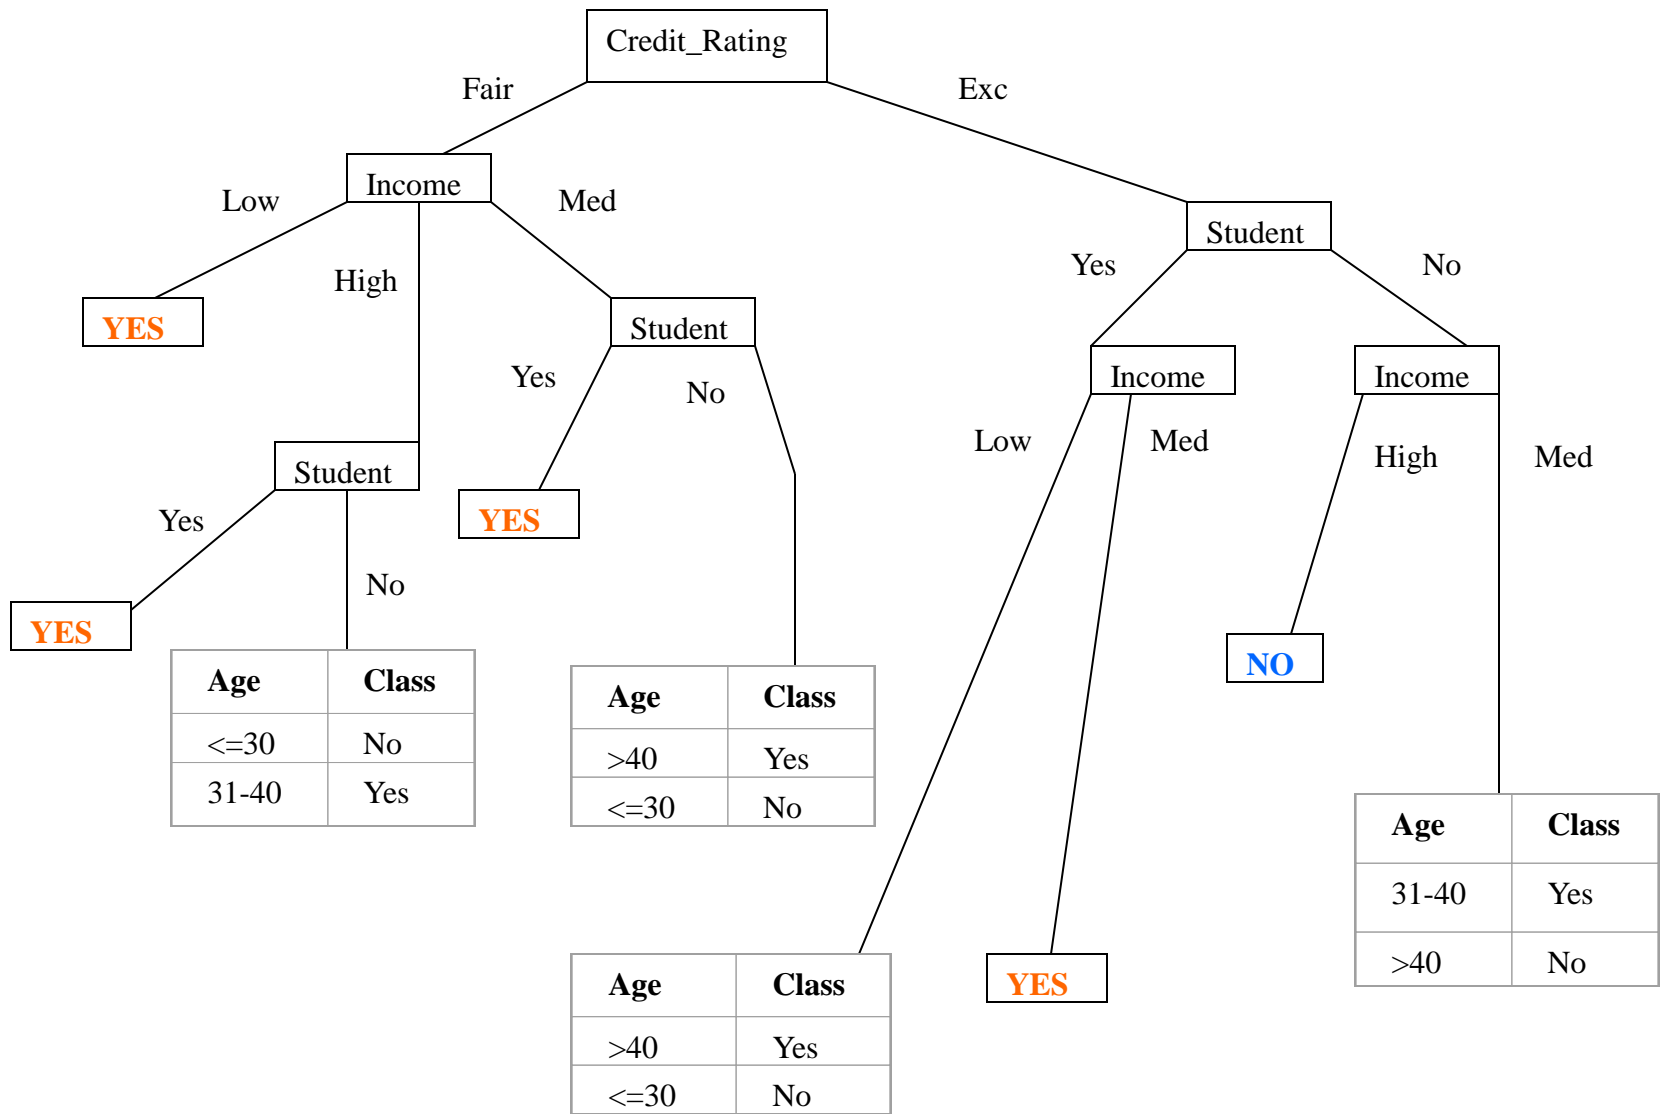 Credit_Rating
Fair
Exc
Income
Low
Med
High
Student
Yes
No
YES
Student
Yes
No
YES
Student
Yes
No
YES
Income
Income
Low
Med
High
Med
Age Class
<=30 No
31-40 Yes
Age Class
>40 Yes
<=30 No
NO
Age Class
31-40 Yes
>40 No
YES
Age Class
>40 Yes
<=30 No